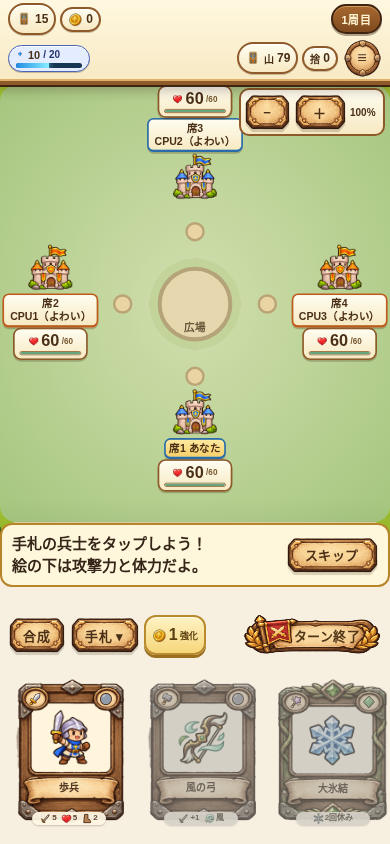 15
0
1周目
10 / 20
山 79
捨 0
60 /60
席3
CPU2（よわい）
－
＋
100%
席2
CPU1（よわい）
60 /60
席4
CPU3（よわい）
60 /60
広場
席1 あなた
60 /60
手札の兵士をタップしよう！
絵の下は攻撃力と体力だよ。
スキップ
合成
手札 ▾
1 強化
ターン終了
歩兵
5 5 2
風の弓
+1 風
大氷結
2回休み